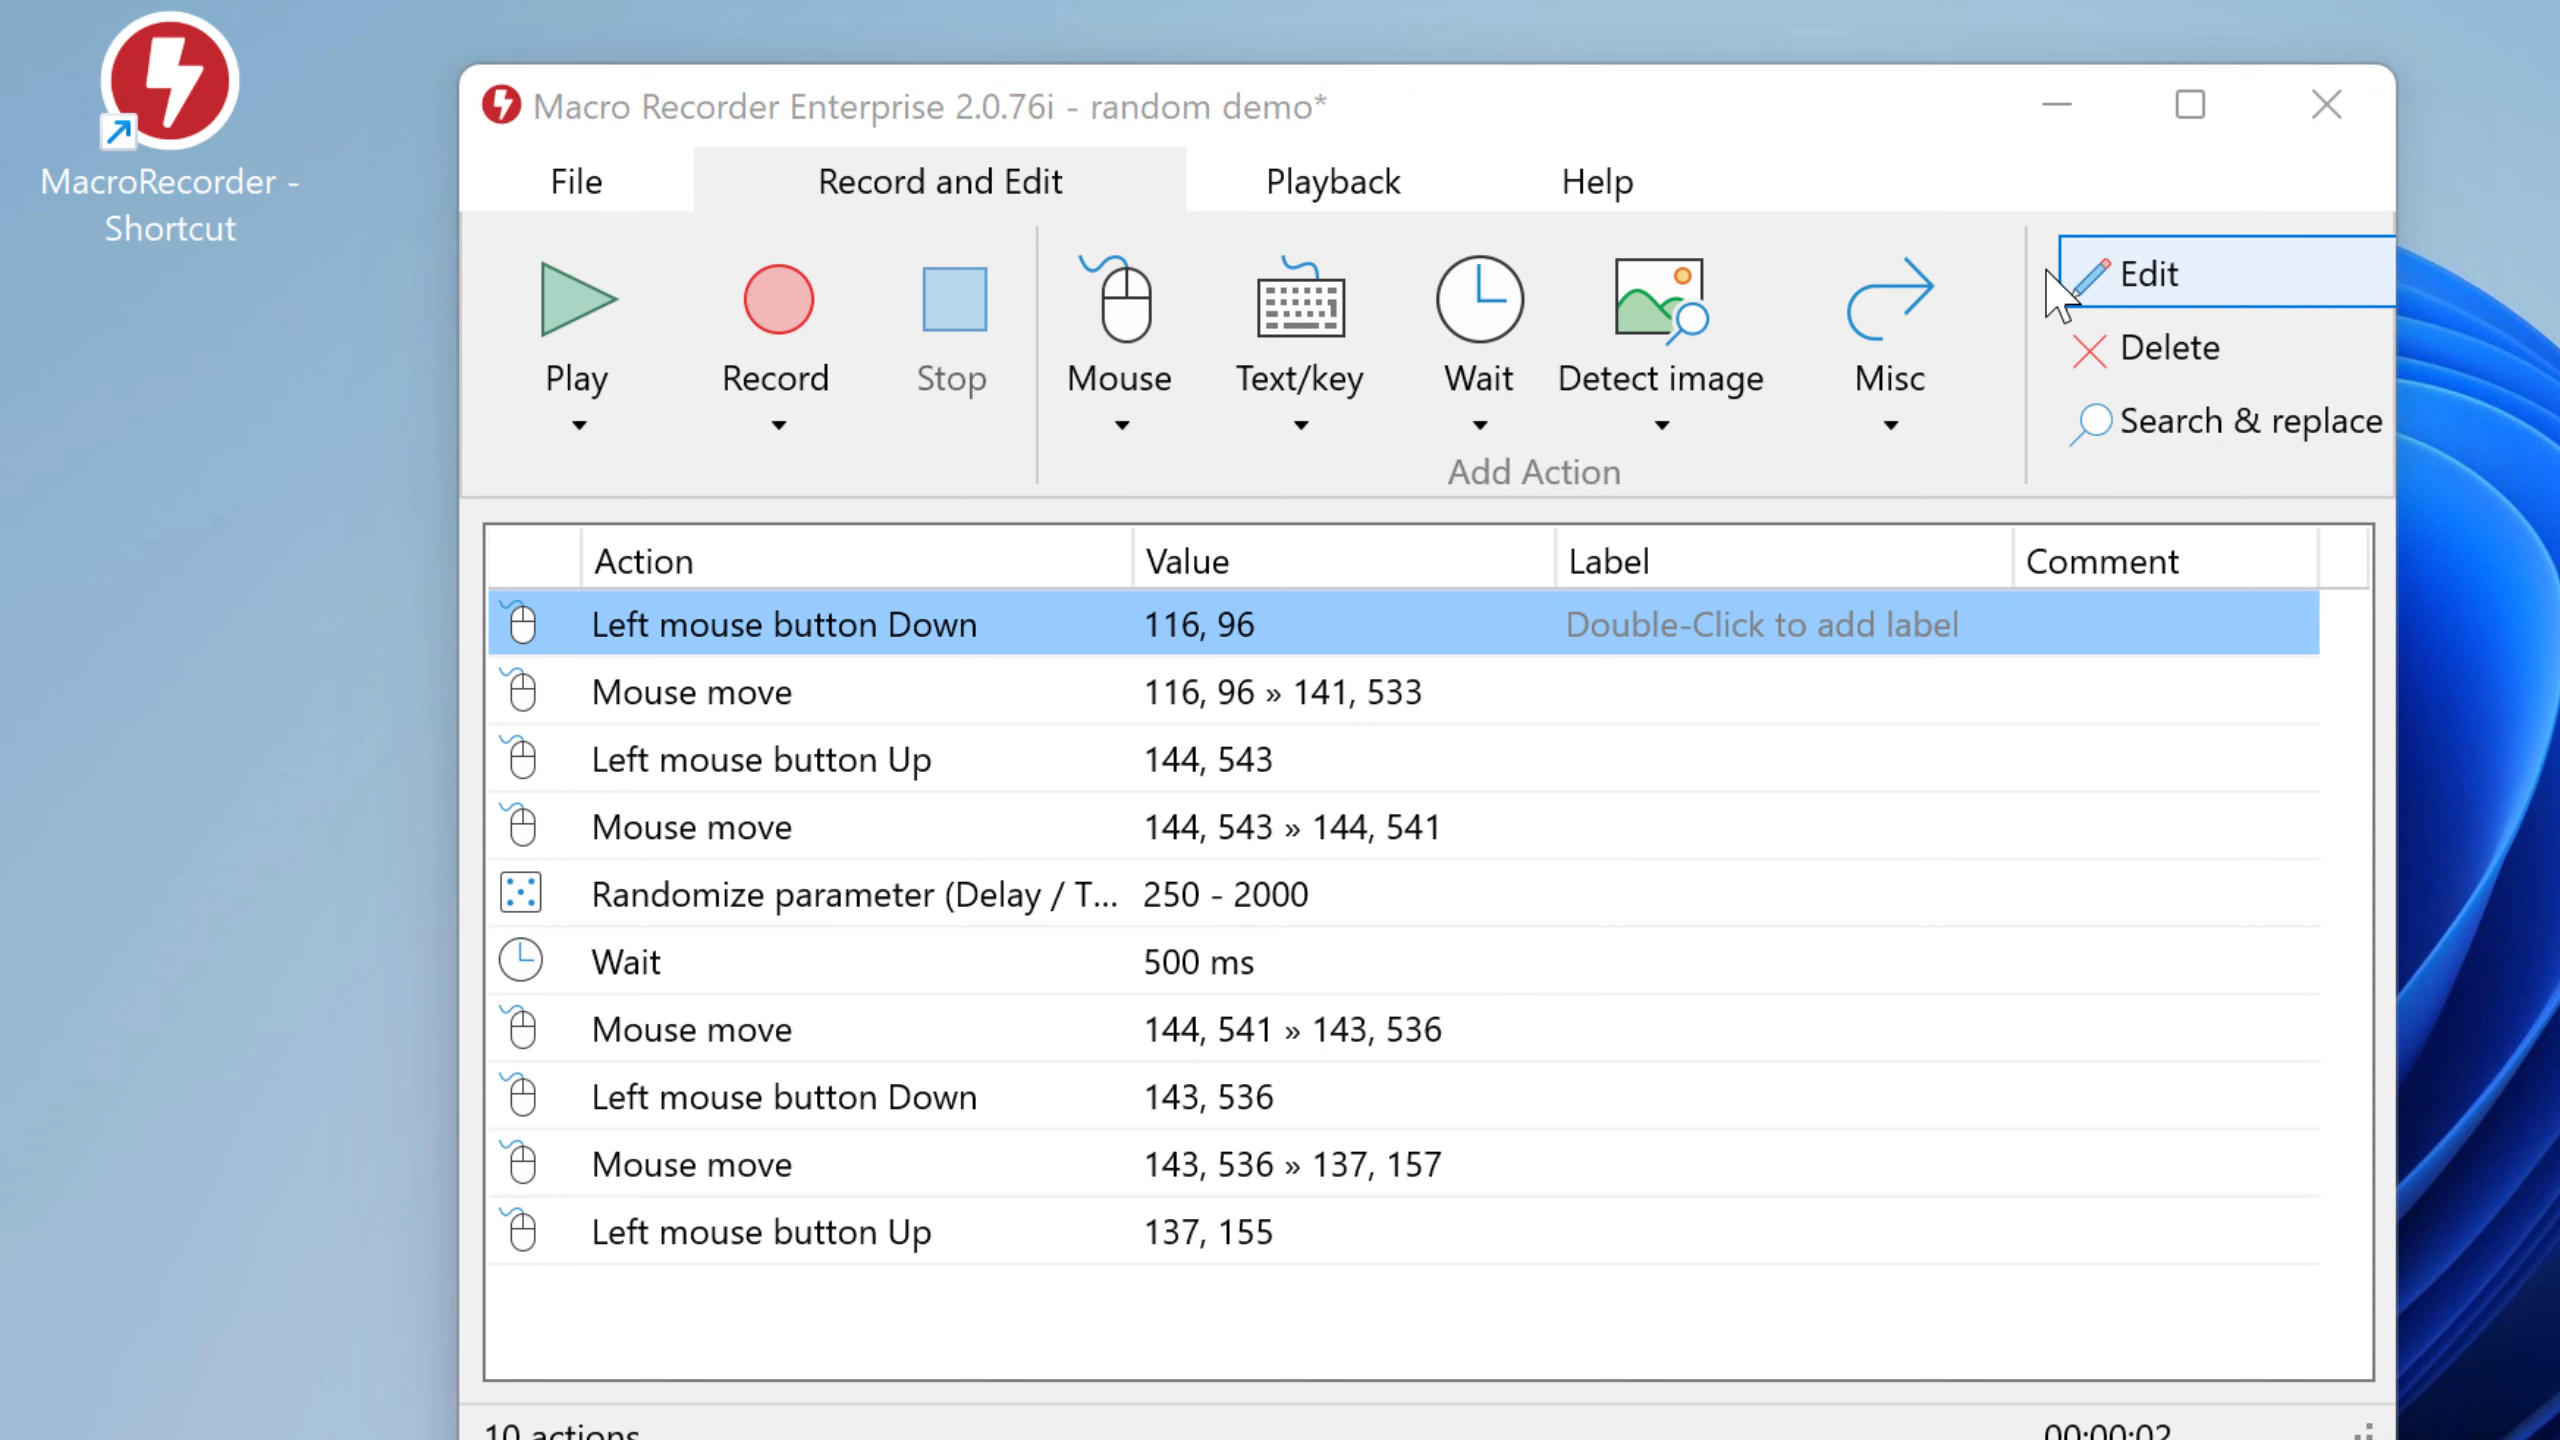 MacroRecorder -
Shortcut
Macro Recorder Enterprise 2.0.76i - random demo*
File Record and Edit Playback Help
Play Record Stop Mouse Text/key Wait Detect image Misc
Add Action
Edit
Delete
Search & replace
Action Value Label Comment
Left mouse button Down 116, 96 Double-Click to add label
Mouse move 116, 96 » 141, 533
Left mouse button Up 144, 543
Mouse move 144, 543 » 144, 541
Randomize parameter (Delay / T... 250 - 2000
Wait 500 ms
Mouse move 144, 541 » 143, 536
Left mouse button Down 143, 536
Mouse move 143, 536 » 137, 157
Left mouse button Up 137, 155
10 actions 00:00:02